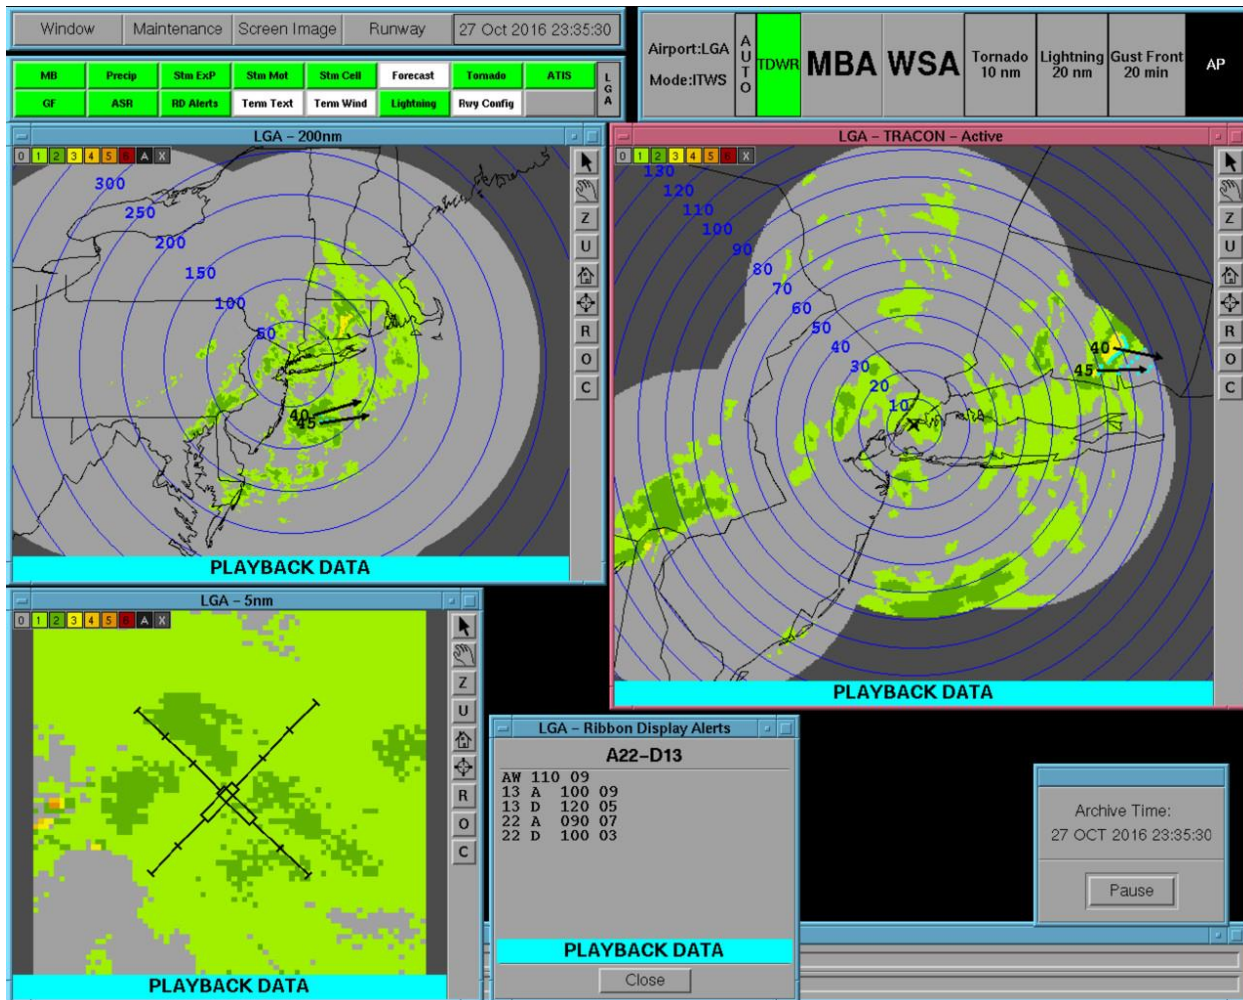 Window Maintenance Screen Image Runway 27 Oct 2016 23:35:30
MB Precip Stm ExP Stm Mot Stm Cell Forecast Tornado ATIS
GF ASR RD Alerts Term Text Term Wind Lightning Rwy Config
LGA
Airport:LGA
Mode:ITWS
AUTO
TDWR
MBA
WSA
Tornado
10 nm
Lightning
20 nm
Gust Front
20 min
AP
LGA – 200nm
0 1 2 3 4 5 6 A X
300
250
200
150
100
50
40
45
Z
U
R
O
C
PLAYBACK DATA
LGA – TRACON – Active
0 1 2 3 4 5 6 X
130
120
110
100
90
80
70
60
50
40
30
20
10
40
45
Z
U
R
O
C
PLAYBACK DATA
LGA – 5nm
0 1 2 3 4 5 6 A X
Z
U
R
O
C
PLAYBACK DATA
LGA – Ribbon Display Alerts
A22–D13
AW 110 09
13 A 100 09
13 D 120 05
22 A 090 07
22 D 100 03
PLAYBACK DATA
Close
Archive Time:
27 OCT 2016 23:35:30
Pause